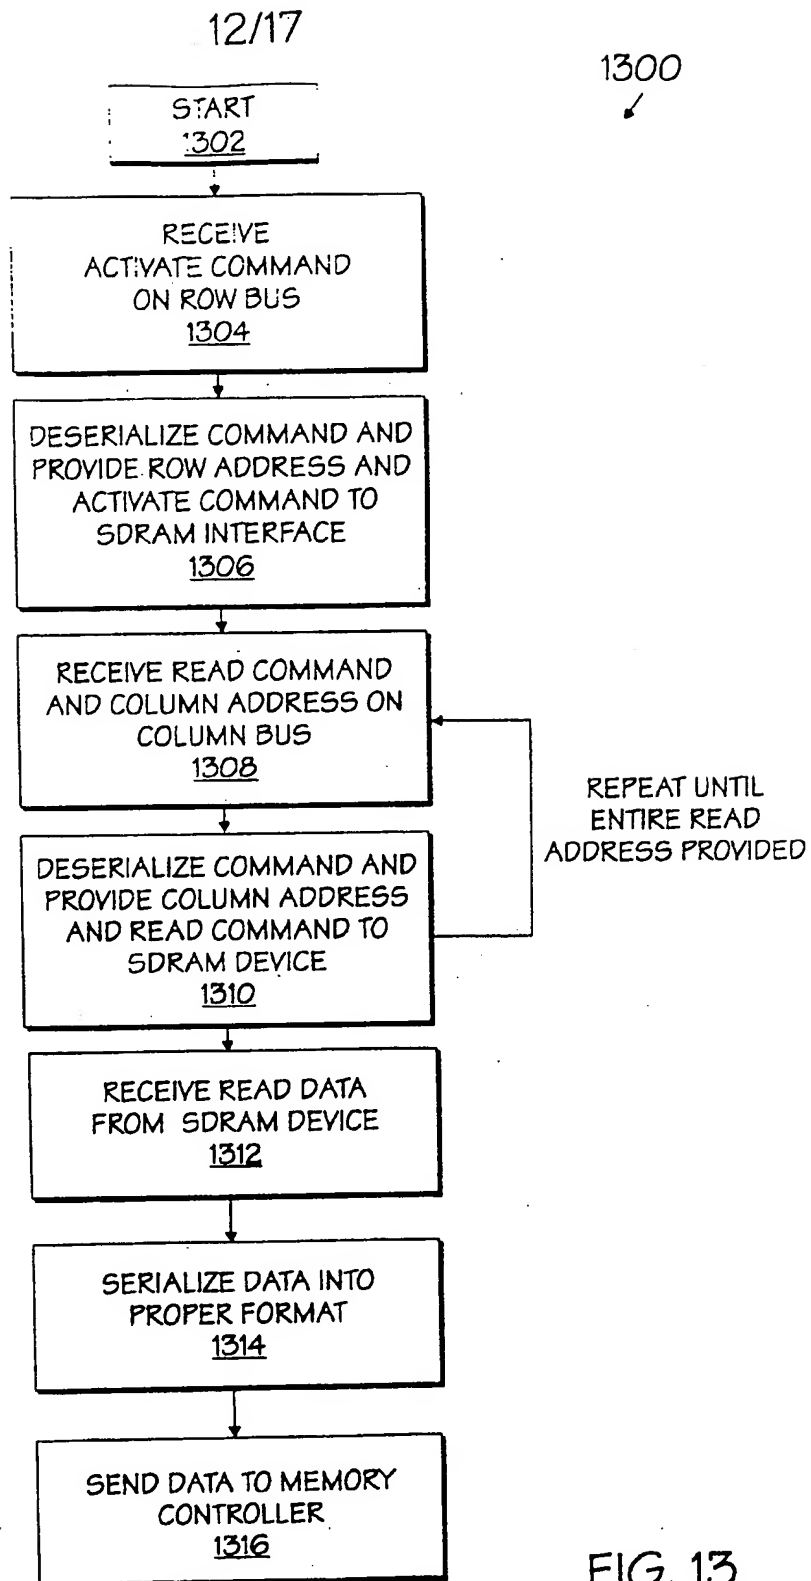 12/17
1300
START
1302
RECEIVE
ACTIVATE COMMAND
ON ROW BUS
1304
DESERIALIZE COMMAND AND
PROVIDE ROW ADDRESS AND
ACTIVATE COMMAND TO
SDRAM INTERFACE
1306
RECEIVE READ COMMAND
AND COLUMN ADDRESS ON
COLUMN BUS
1308
REPEAT UNTIL
ENTIRE READ
ADDRESS PROVIDED
DESERIALIZE COMMAND AND
PROVIDE COLUMN ADDRESS
AND READ COMMAND TO
SDRAM DEVICE
1310
RECEIVE READ DATA
FROM SDRAM DEVICE
1312
SERIALIZE DATA INTO
PROPER FORMAT
1314
SEND DATA TO MEMORY
CONTROLLER
1316
FIG. 13